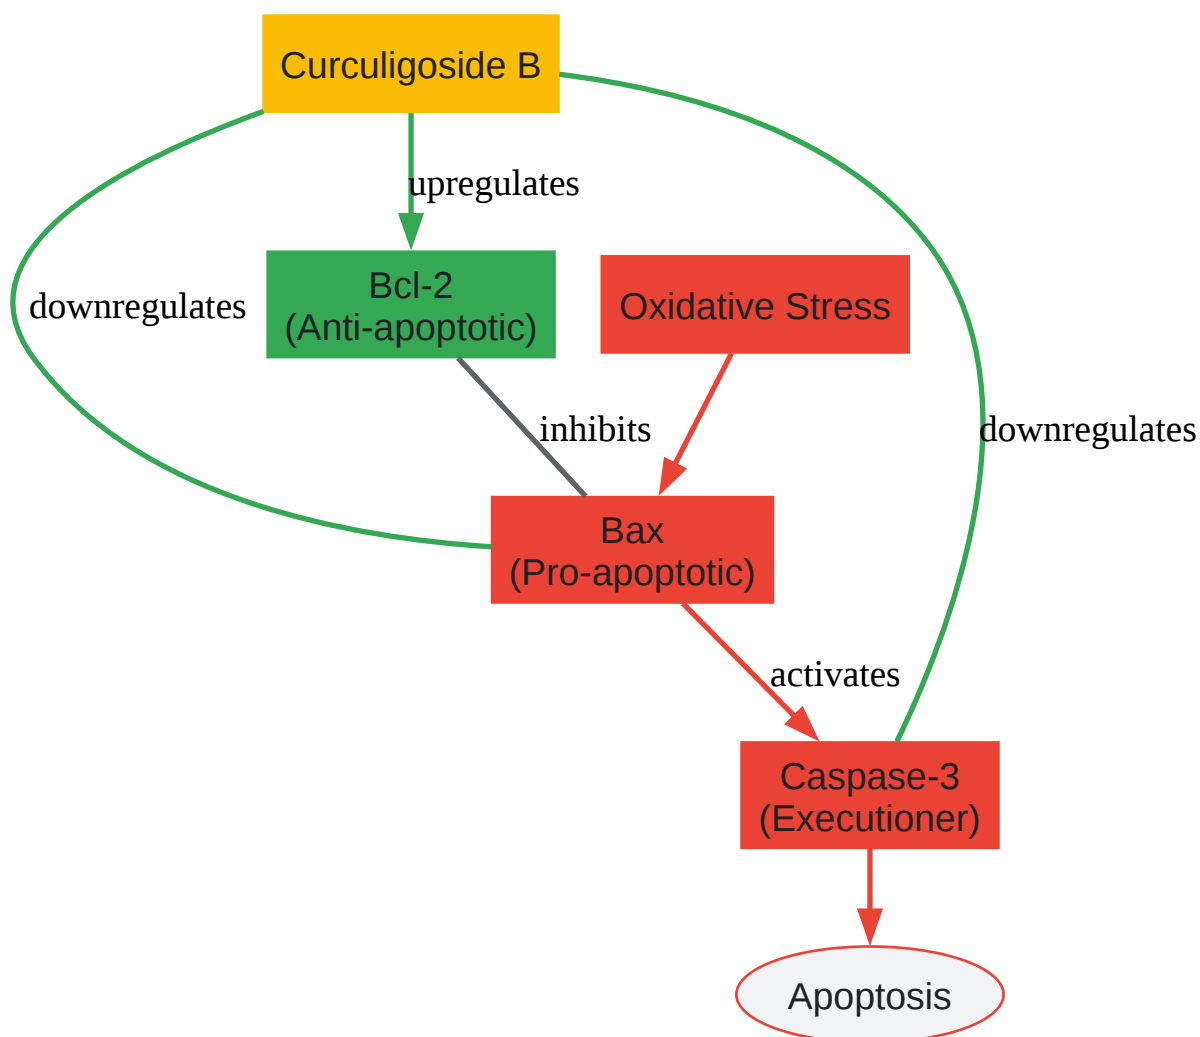 Curculigoside B
upregulates
Bcl-2
(Anti-apoptotic)
Oxidative Stress
downregulates
inhibits
downregulates
Bax
(Pro-apoptotic)
activates
Caspase-3
(Executioner)
Apoptosis